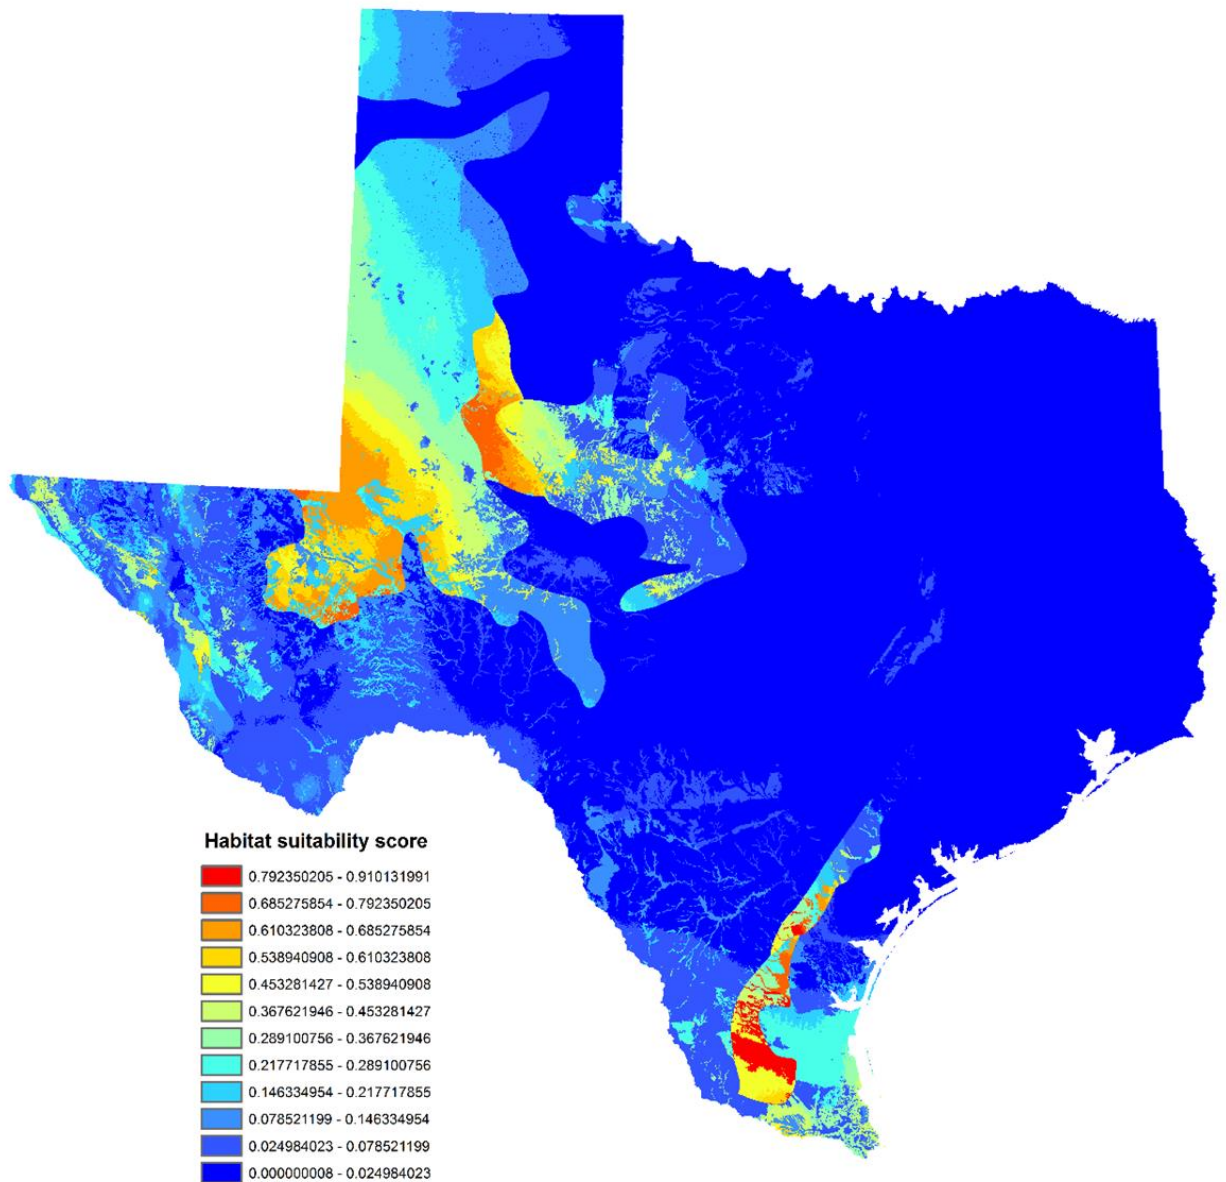 Habitat suitability score
0.792350205 - 0.910131991
0.685275854 - 0.792350205
0.610323808 - 0.685275854
0.538940908 - 0.610323808
0.453281427 - 0.538940908
0.367621946 - 0.453281427
0.289100756 - 0.367621946
0.217717855 - 0.289100756
0.146334954 - 0.217717855
0.078521199 - 0.146334954
0.024984023 - 0.078521199
0.000000008 - 0.024984023